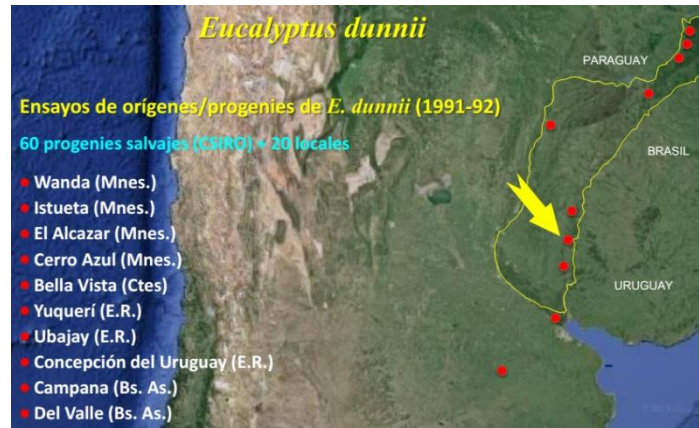 Eucalyptus dunnii
PARAGUAY
Ensayos de orígenes/progenies de E. dunnii (1991-92)
60 progenies salvajes (CSIRO) + 20 locales
BRASIL
Wanda (Mnes.)
Istueta (Mnes.)
El Alcazar (Mnes.)
Cerro Azul (Mnes.)
Bella Vista (Ctes)
Yuquerí (E.R.)
Ubajay (E.R.)
Concepción del Uruguay (E.R.)
Campana (Bs. As.)
Del Valle (Bs. As.)
URUGUAY